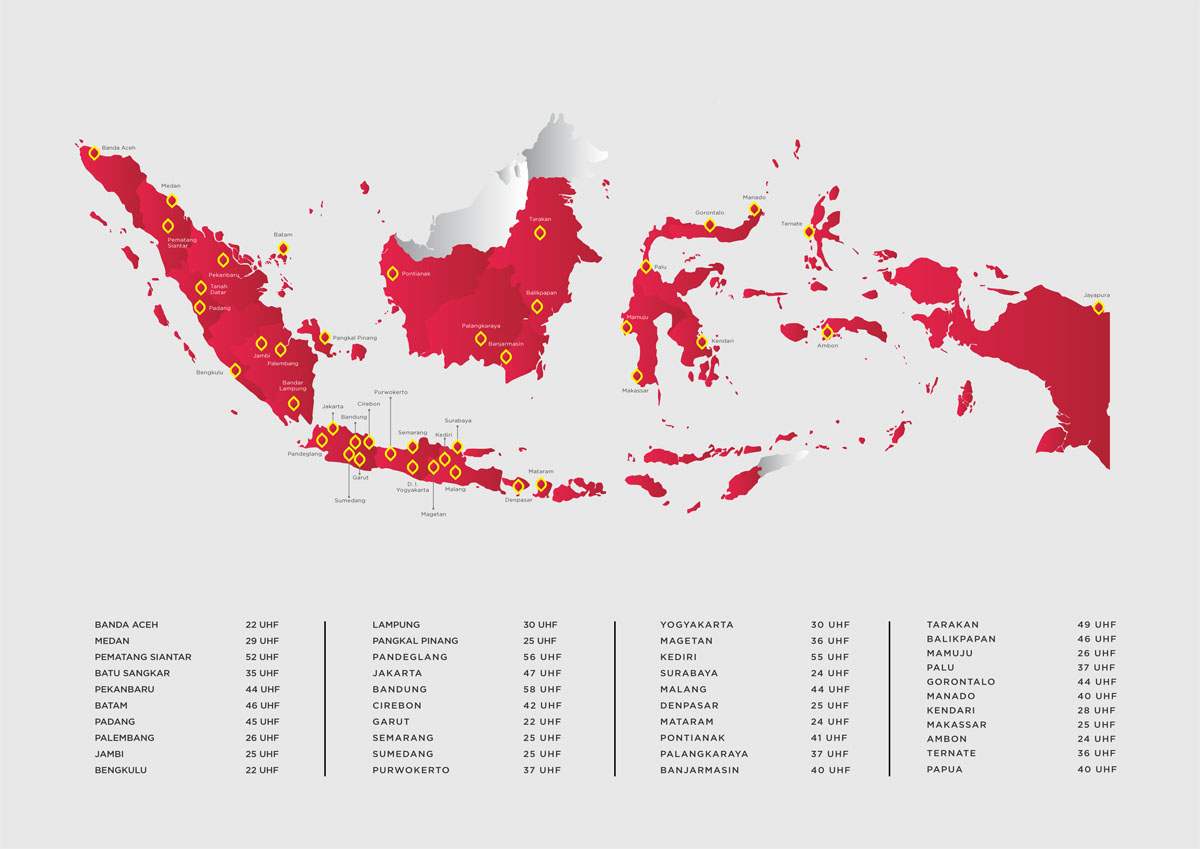 Banda Aceh
Medan
Pematang
Siantar
Batam
Pekanbaru
Tanah
Datar
Padang
Jambi
Palembang
Bengkulu
Bandar
Lampung
Pangkal Pinang
Pontianak
Tarakan
Balikpapan
Palangkaraya
Banjarmasin
Gorontalo
Manado
Ternate
Palu
Mamuju
Kendari
Makassar
Ambon
Jayapura
Purwokerto
Jakarta
Cirebon
Bandung
Semarang
Surabaya
Kediri
Pandeglang
Garut
Sumedang
D. I.
Yogyakarta
Magetan
Malang
Mataram
Denpasar
BANDA ACEH 22 UHF
MEDAN 29 UHF
PEMATANG SIANTAR 52 UHF
BATU SANGKAR 35 UHF
PEKANBARU 44 UHF
BATAM 46 UHF
PADANG 45 UHF
PALEMBANG 26 UHF
JAMBI 25 UHF
BENGKULU 22 UHF
LAMPUNG 30 UHF
PANGKAL PINANG 25 UHF
PANDEGLANG 56 UHF
JAKARTA 47 UHF
BANDUNG 58 UHF
CIREBON 42 UHF
GARUT 22 UHF
SEMARANG 25 UHF
SUMEDANG 25 UHF
PURWOKERTO 37 UHF
YOGYAKARTA 30 UHF
MAGETAN 36 UHF
KEDIRI 55 UHF
SURABAYA 24 UHF
MALANG 44 UHF
DENPASAR 25 UHF
MATARAM 24 UHF
PONTIANAK 41 UHF
PALANGKARAYA 37 UHF
BANJARMASIN 40 UHF
TARAKAN 49 UHF
BALIKPAPAN 46 UHF
MAMUJU 26 UHF
PALU 37 UHF
GORONTALO 44 UHF
MANADO 40 UHF
KENDARI 28 UHF
MAKASSAR 25 UHF
AMBON 24 UHF
TERNATE 36 UHF
PAPUA 40 UHF